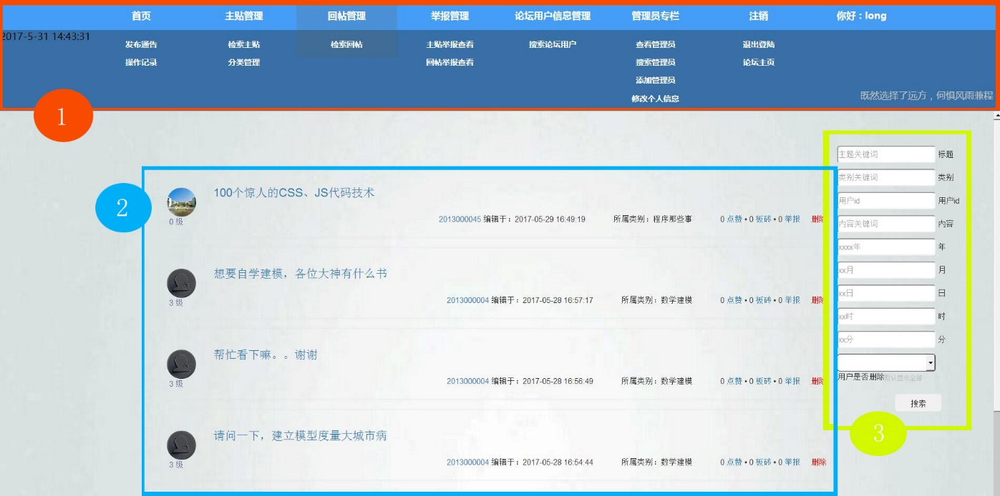 首页 主贴管理 回帖管理 举报管理 论坛用户信息管理 管理员专栏 注销 你好：long
2017-5-31 14:43:31
发布通告 检索主贴 检索回帖 主贴举报查看 搜索论坛用户 查看管理员 退出登陆
操作记录 分类管理 回帖举报查看 搜索管理员 论坛主页
添加管理员
修改个人信息
既然选择了远方，何惧风雨兼程
1
2
100个惊人的CSS、JS代码技术
0 级
2013000045 编辑于：2017-05-29 16:49:19 所属类别：程序那些事 0 点赞 • 0 板砖 • 0 举报 删除
想要自学建模，各位大神有什么书
3 级
2013000004 编辑于：2017-05-28 16:57:17 所属类别：数学建模 0 点赞 • 0 板砖 • 0 举报 删除
帮忙看下嘛。。谢谢
3 级
2013000004 编辑于：2017-05-28 16:56:49 所属类别：数学建模 0 点赞 • 0 板砖 • 0 举报 删除
请问一下，建立模型度量大城市病
3 级
2013000004 编辑于：2017-05-28 16:54:44 所属类别：数学建模 0 点赞 • 0 板砖 • 0 举报 删除
主题关键词 标题
类别关键词 类别
用户id 用户id
内容关键词 内容
xxxx年 年
xx月 月
xx日 日
xx时 时
xx分 分
用户是否删除默认显示全部
搜索
3